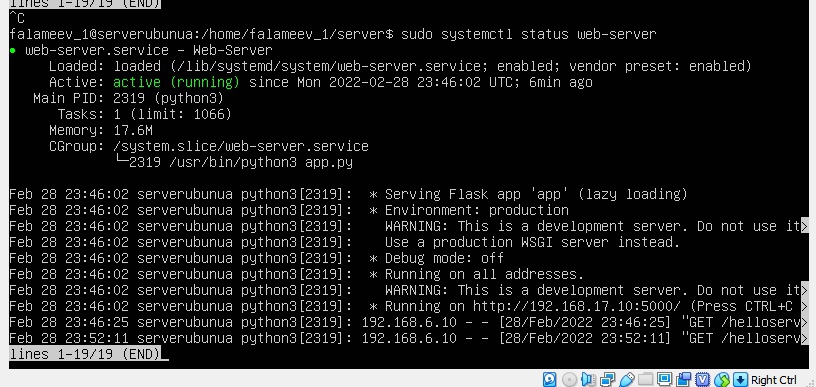 lines 1-19/19 (END)
^C
falameev_1@serverubunua:/home/falameev_1/server$ sudo systemctl status web-server
● web-server.service - Web-Server
Loaded: loaded (/lib/systemd/system/web-server.service; enabled; vendor preset: enabled)
Active: active (running) since Mon 2022-02-28 23:46:02 UTC; 6min ago
Main PID: 2319 (python3)
Tasks: 1 (limit: 1066)
Memory: 17.6M
CGroup: /system.slice/web-server.service
└─2319 /usr/bin/python3 app.py
Feb 28 23:46:02 serverubunua python3[2319]:  * Serving Flask app 'app' (lazy loading)
Feb 28 23:46:02 serverubunua python3[2319]:  * Environment: production
Feb 28 23:46:02 serverubunua python3[2319]:    WARNING: This is a development server. Do not use it>
Feb 28 23:46:02 serverubunua python3[2319]:    Use a production WSGI server instead.
Feb 28 23:46:02 serverubunua python3[2319]:  * Debug mode: off
Feb 28 23:46:02 serverubunua python3[2319]:  * Running on all addresses.
Feb 28 23:46:02 serverubunua python3[2319]:    WARNING: This is a development server. Do not use it>
Feb 28 23:46:02 serverubunua python3[2319]:  * Running on http://192.168.17.10:5000/ (Press CTRL+C >
Feb 28 23:46:25 serverubunua python3[2319]: 192.168.6.10 - - [28/Feb/2022 23:46:25] "GET /helloserv>
Feb 28 23:52:11 serverubunua python3[2319]: 192.168.6.10 - - [28/Feb/2022 23:52:11] "GET /helloserv>
lines 1-19/19 (END)
Right Ctrl